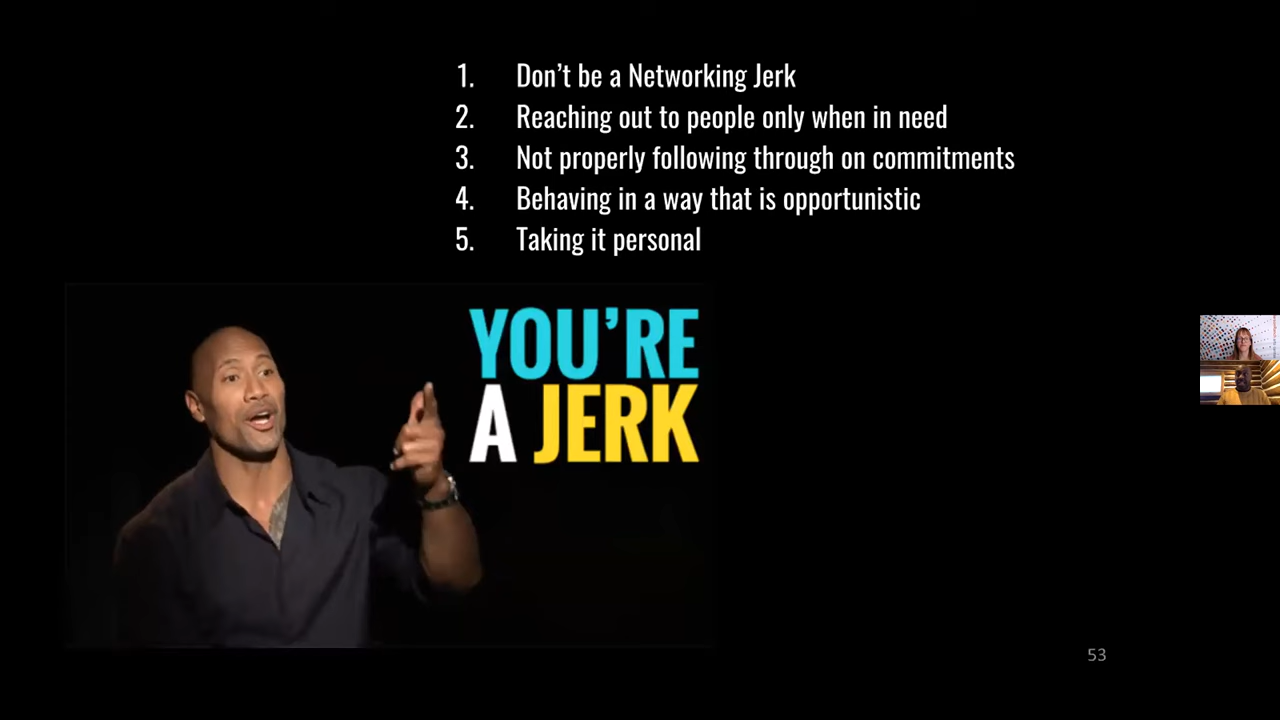 1. Don’t be a Networking Jerk
2. Reaching out to people only when in need
3. Not properly following through on commitments
4. Behaving in a way that is opportunistic
5. Taking it personal
YOU’RE
A JERK
53